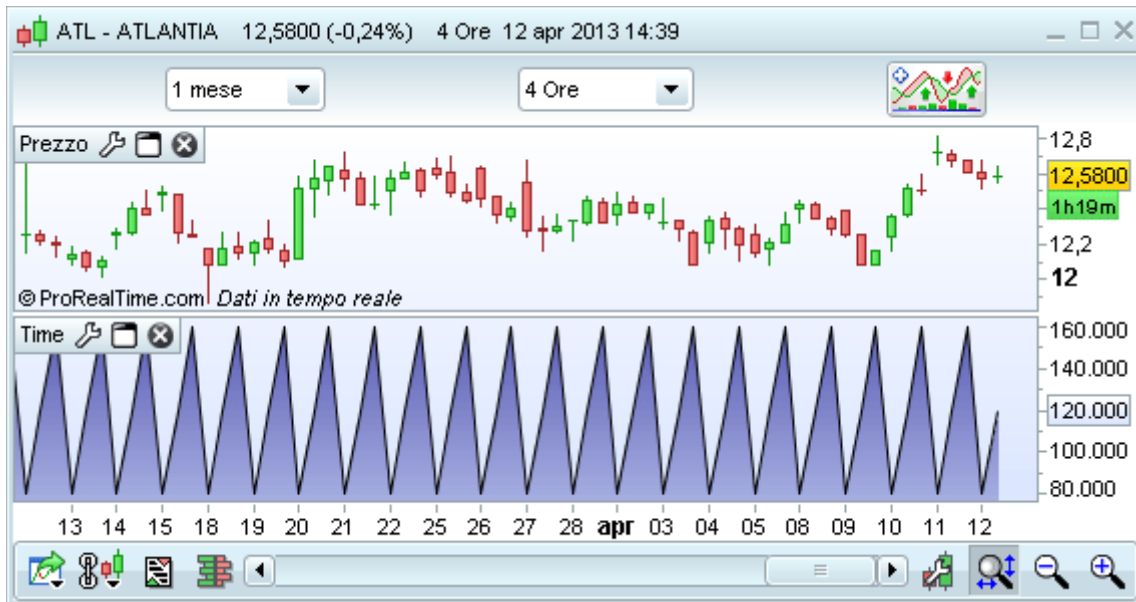 ATL - ATLANTIA 12,5800 (-0,24%) 4 Ore 12 apr 2013 14:39
1 mese 4 Ore
Prezzo
12,8
12,5800
1h19m
12,2
12
© ProRealTime.com Dati in tempo reale
Time
160.000
140.000
120.000
100.000
80.000
13 14 15 18 19 20 21 22 25 26 27 28 apr 03 04 05 08 09 10 11 12